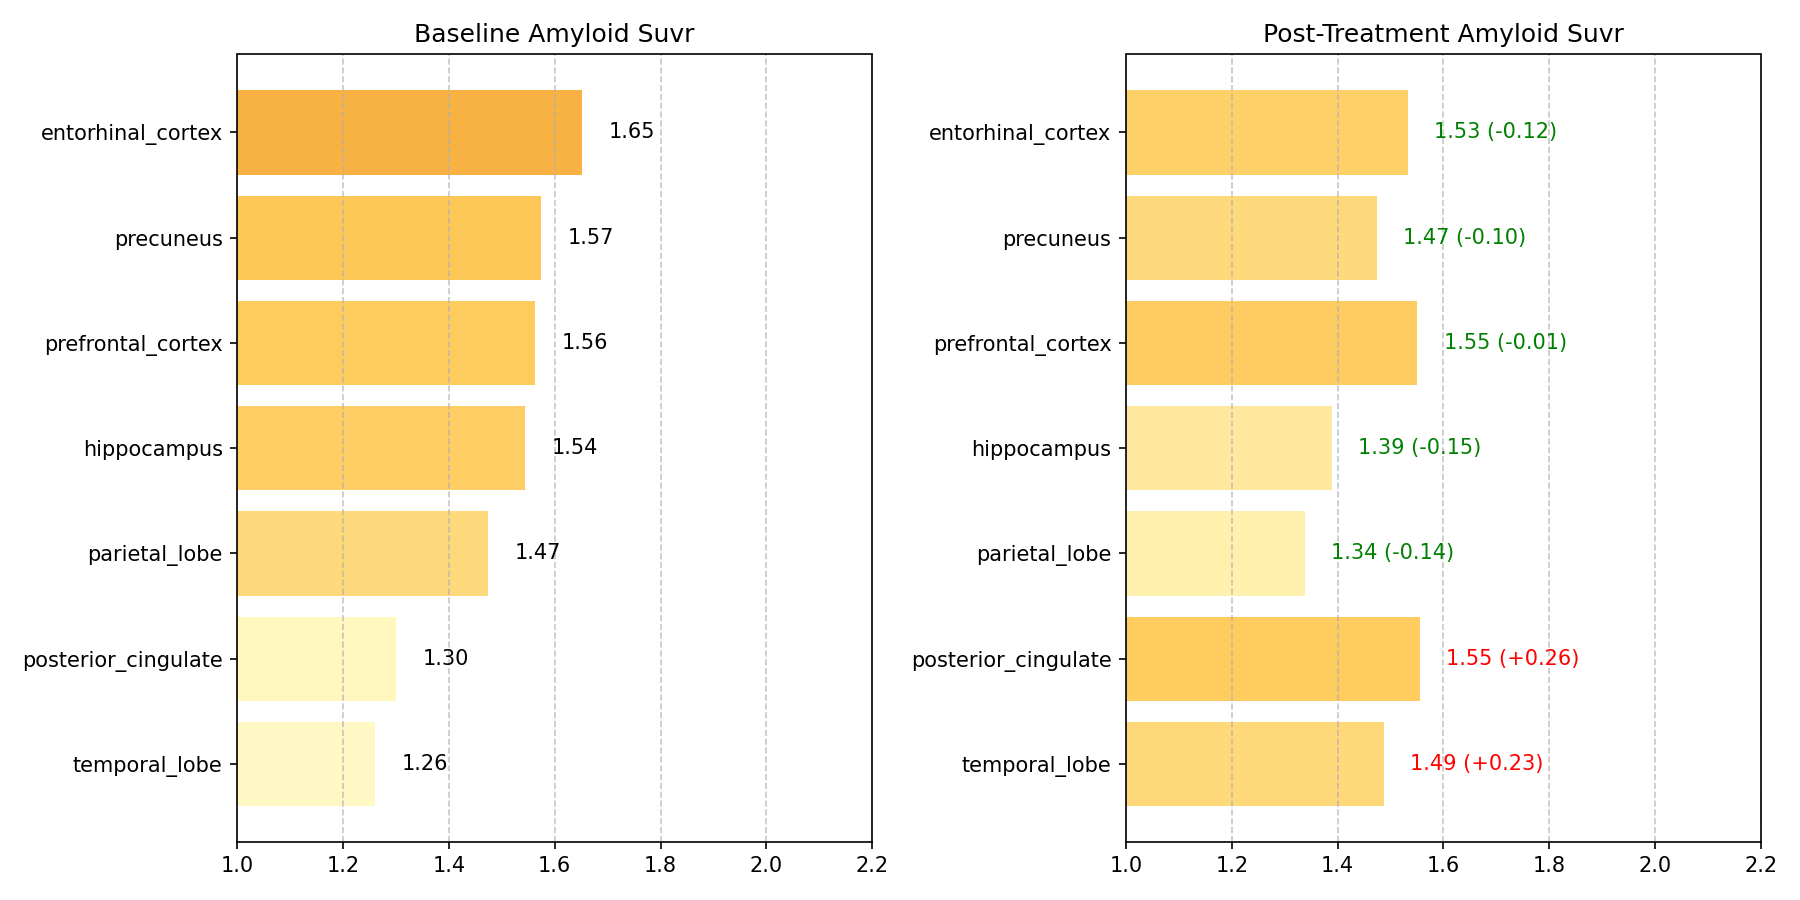 Baseline Amyloid Suvr
entorhinal_cortex
1.65
precuneus
1.57
prefrontal_cortex
1.56
hippocampus
1.54
parietal_lobe
1.47
posterior_cingulate
1.30
temporal_lobe
1.26
1.0 1.2 1.4 1.6 1.8 2.0 2.2
Post-Treatment Amyloid Suvr
entorhinal_cortex
1.53 (-0.12)
precuneus
1.47 (-0.10)
prefrontal_cortex
1.55 (-0.01)
hippocampus
1.39 (-0.15)
parietal_lobe
1.34 (-0.14)
posterior_cingulate
1.55 (+0.26)
temporal_lobe
1.49 (+0.23)
1.0 1.2 1.4 1.6 1.8 2.0 2.2